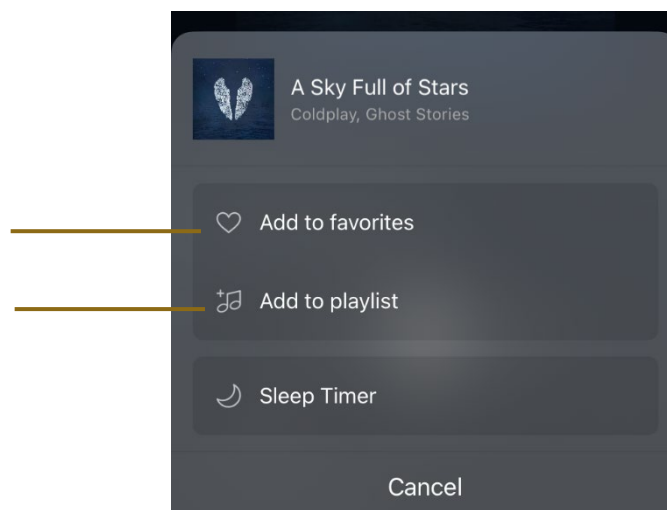 A Sky Full of Stars
Coldplay, Ghost Stories
Add to favorites
Add to playlist
Sleep Timer
Cancel